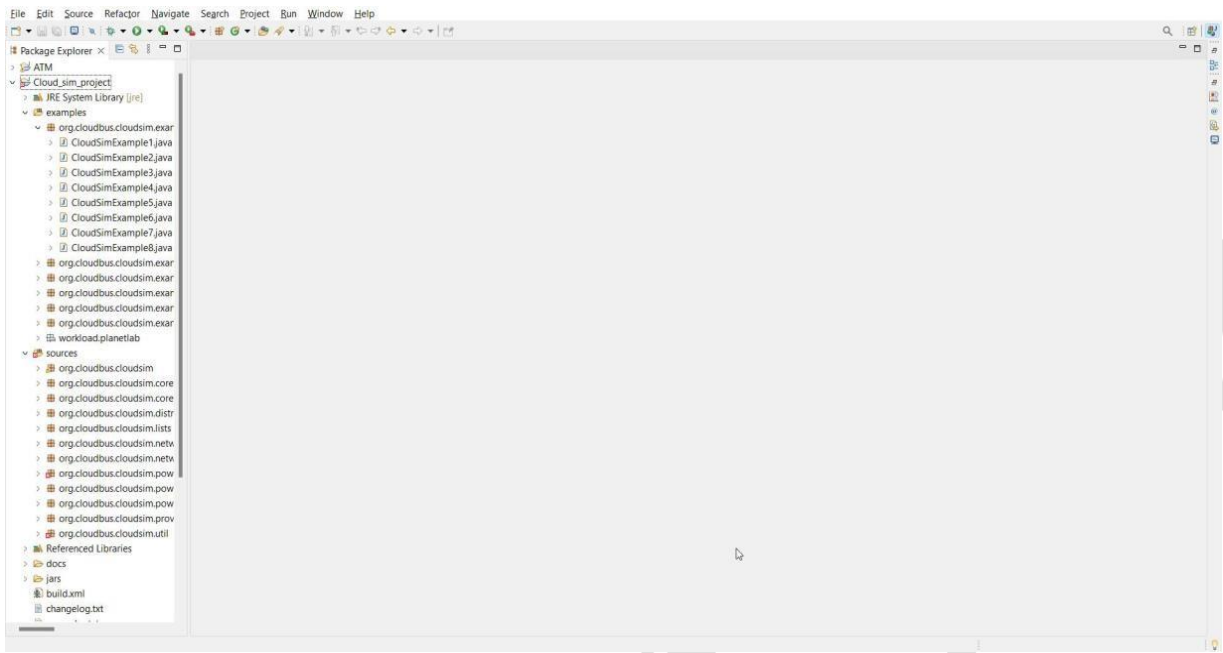 File Edit Source Refactor Navigate Search Project Run Window Help
Package Explorer
ATM
Cloud_sim_project
JRE System Library [jre]
examples
org.cloudbus.cloudsim.exar
CloudSimExample1.java
CloudSimExample2.java
CloudSimExample3.java
CloudSimExample4.java
CloudSimExample5.java
CloudSimExample6.java
CloudSimExample7.java
CloudSimExample8.java
org.cloudbus.cloudsim.exar
org.cloudbus.cloudsim.exar
org.cloudbus.cloudsim.exar
org.cloudbus.cloudsim.exar
org.cloudbus.cloudsim.exar
workload.planetlab
sources
org.cloudbus.cloudsim
org.cloudbus.cloudsim.core
org.cloudbus.cloudsim.core
org.cloudbus.cloudsim.distr
org.cloudbus.cloudsim.lists
org.cloudbus.cloudsim.netw
org.cloudbus.cloudsim.netw
org.cloudbus.cloudsim.pow
org.cloudbus.cloudsim.pow
org.cloudbus.cloudsim.pow
org.cloudbus.cloudsim.prov
org.cloudbus.cloudsim.util
Referenced Libraries
docs
jars
build.xml
changelog.txt